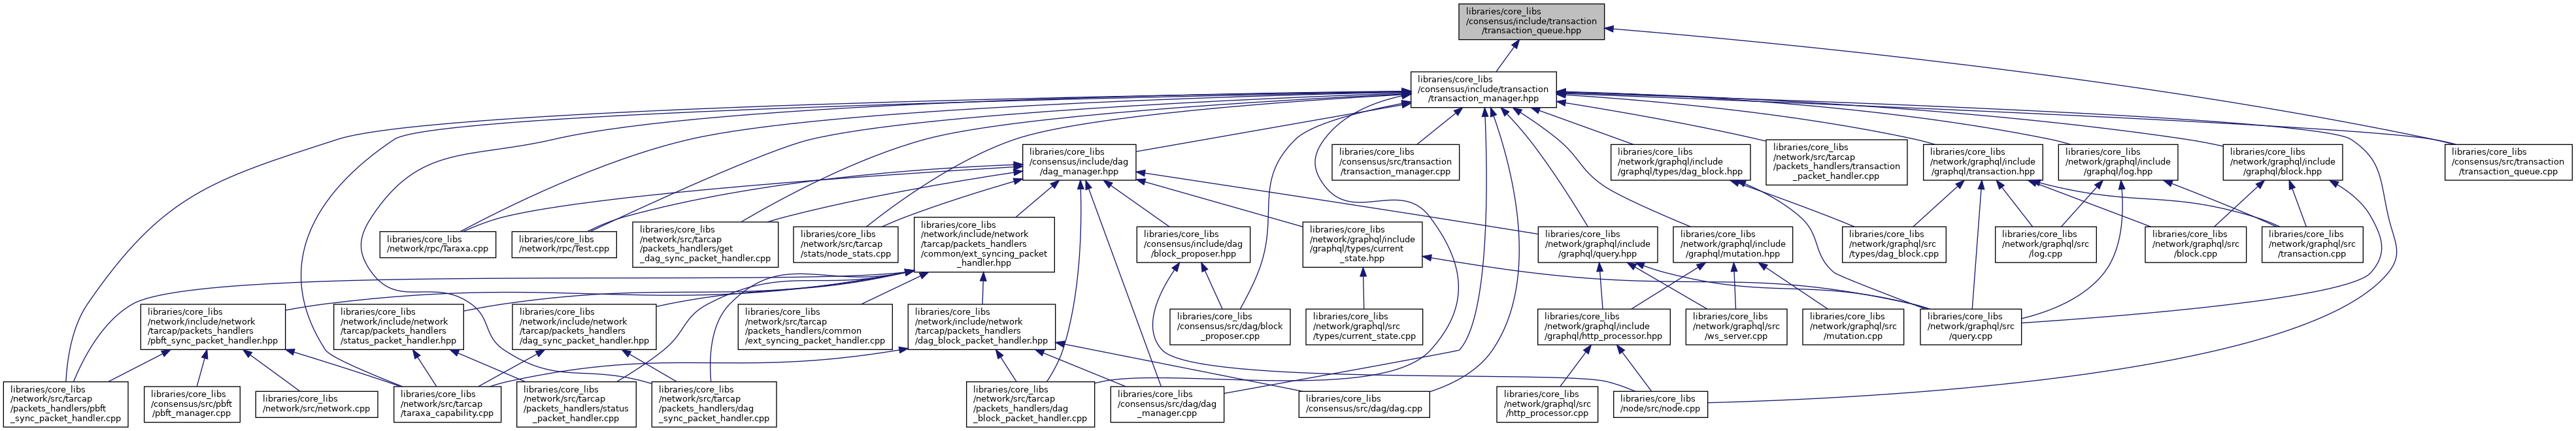 libraries/core_libs
/consensus/include/transaction
/transaction_queue.hpp
libraries/core_libs
/consensus/include/transaction
/transaction_manager.hpp
libraries/core_libs
/consensus/include/dag
/dag_manager.hpp
libraries/core_libs
/consensus/src/transaction
/transaction_manager.cpp
libraries/core_libs
/network/graphql/include
/graphql/types/dag_block.hpp
libraries/core_libs
/network/src/tarcap
/packets_handlers/transaction
_packet_handler.cpp
libraries/core_libs
/network/graphql/include
/graphql/transaction.hpp
libraries/core_libs
/network/graphql/include
/graphql/log.hpp
libraries/core_libs
/network/graphql/include
/graphql/block.hpp
libraries/core_libs
/consensus/src/transaction
/transaction_queue.cpp
libraries/core_libs
/network/rpc/Taraxa.cpp
libraries/core_libs
/network/rpc/Test.cpp
libraries/core_libs
/network/src/tarcap
/packets_handlers/get
_dag_sync_packet_handler.cpp
libraries/core_libs
/network/src/tarcap
/stats/node_stats.cpp
libraries/core_libs
/network/include/network
/tarcap/packets_handlers
/common/ext_syncing_packet
_handler.hpp
libraries/core_libs
/consensus/include/dag
/block_proposer.hpp
libraries/core_libs
/network/graphql/include
/graphql/types/current
_state.hpp
libraries/core_libs
/network/graphql/include
/graphql/query.hpp
libraries/core_libs
/network/graphql/include
/graphql/mutation.hpp
libraries/core_libs
/network/graphql/src
/types/dag_block.cpp
libraries/core_libs
/network/graphql/src
/log.cpp
libraries/core_libs
/network/graphql/src
/block.cpp
libraries/core_libs
/network/graphql/src
/transaction.cpp
libraries/core_libs
/network/include/network
/tarcap/packets_handlers
/pbft_sync_packet_handler.hpp
libraries/core_libs
/network/include/network
/tarcap/packets_handlers
/status_packet_handler.hpp
libraries/core_libs
/network/include/network
/tarcap/packets_handlers
/dag_sync_packet_handler.hpp
libraries/core_libs
/network/src/tarcap
/packets_handlers/common
/ext_syncing_packet_handler.cpp
libraries/core_libs
/network/include/network
/tarcap/packets_handlers
/dag_block_packet_handler.hpp
libraries/core_libs
/consensus/src/dag/block
_proposer.cpp
libraries/core_libs
/network/graphql/src
/types/current_state.cpp
libraries/core_libs
/network/graphql/include
/graphql/http_processor.hpp
libraries/core_libs
/network/graphql/src
/ws_server.cpp
libraries/core_libs
/network/graphql/src
/mutation.cpp
libraries/core_libs
/network/graphql/src
/query.cpp
libraries/core_libs
/network/src/tarcap
/packets_handlers/pbft
_sync_packet_handler.cpp
libraries/core_libs
/consensus/src/pbft
/pbft_manager.cpp
libraries/core_libs
/network/src/network.cpp
libraries/core_libs
/network/src/tarcap
/taraxa_capability.cpp
libraries/core_libs
/network/src/tarcap
/packets_handlers/status
_packet_handler.cpp
libraries/core_libs
/network/src/tarcap
/packets_handlers/dag
_sync_packet_handler.cpp
libraries/core_libs
/network/src/tarcap
/packets_handlers/dag
_block_packet_handler.cpp
libraries/core_libs
/consensus/src/dag/dag
_manager.cpp
libraries/core_libs
/consensus/src/dag/dag.cpp
libraries/core_libs
/network/graphql/src
/http_processor.cpp
libraries/core_libs
/node/src/node.cpp